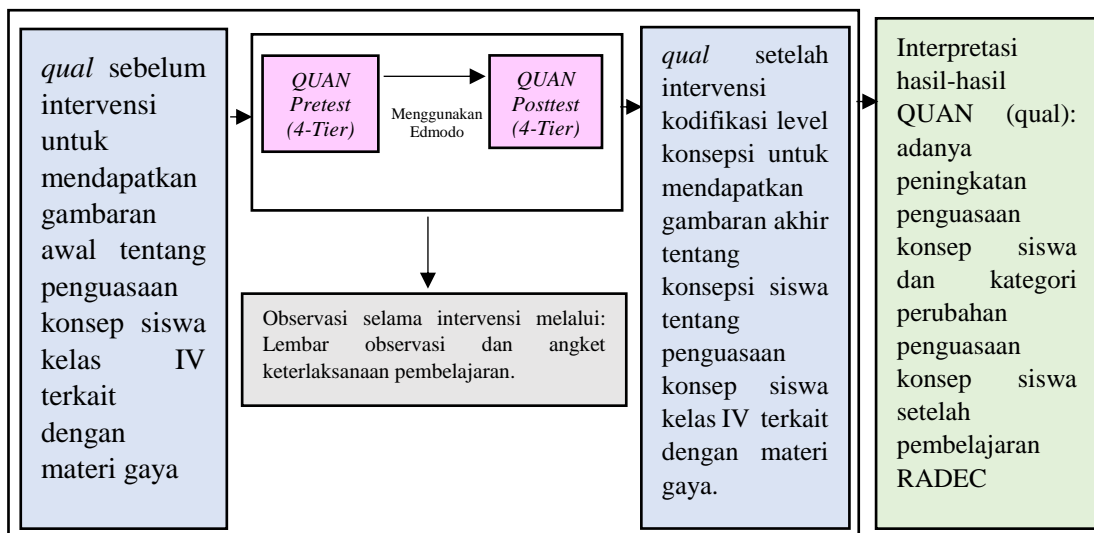 qual sebelum
intervensi
untuk
mendapatkan
gambaran
awal tentang
penguasaan
konsep siswa
kelas IV
terkait
dengan
materi gaya
QUAN
Pretest
(4-Tier)
Menggunakan
Edmodo
QUAN
Posttest
(4-Tier)
Observasi selama intervensi melalui:
Lembar observasi dan angket
keterlaksanaan pembelajaran.
qual setelah
intervensi
kodifikasi level
konsepsi untuk
mendapatkan
gambaran akhir
tentang
konsepsi siswa
tentang
penguasaan
konsep siswa
kelas IV terkait
dengan materi
gaya.
Interpretasi
hasil-hasil
QUAN (qual):
adanya
peningkatan
penguasaan
konsep siswa
dan kategori
perubahan
penguasaan
konsep siswa
setelah
pembelajaran
RADEC